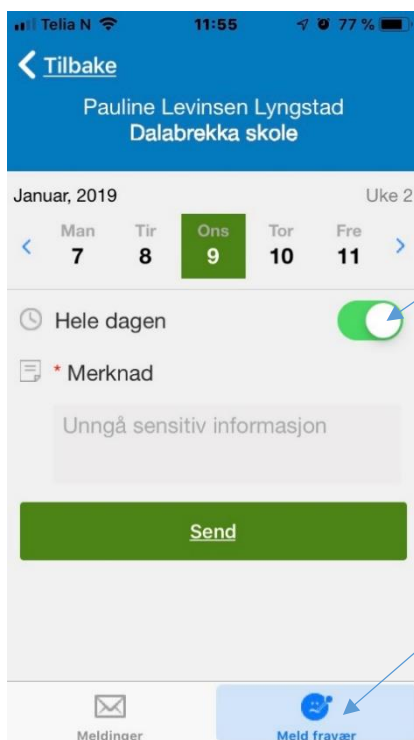 Telia N 11:55 77 %
Tilbake
Pauline Levinsen Lyngstad
Dalabrekka skole
Januar, 2019 Uke 2
Man Tir Ons Tor Fre
7 8 9 10 11
Hele dagen
* Merknad
Unngå sensitiv informasjon
Send
Meldinger Meld fravær